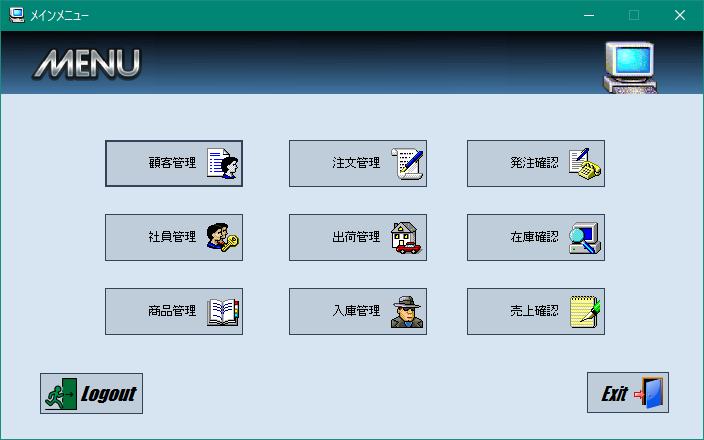 メインメニュー
MENU
顧客管理
注文管理
発注確認
社員管理
出荷管理
在庫確認
商品管理
入庫管理
売上確認
Logout
Exit